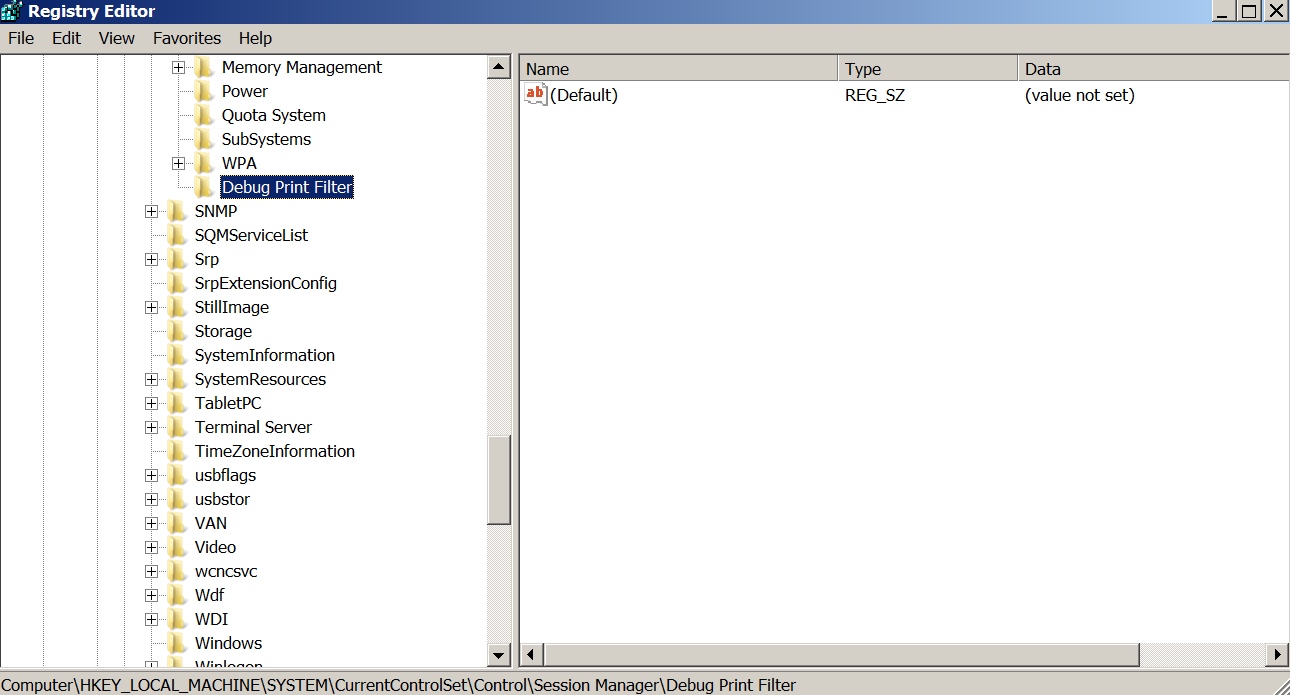 Registry Editor
File Edit View Favorites Help
Name Type Data
ab (Default) REG_SZ (value not set)
Memory Management
Power
Quota System
SubSystems
WPA
Debug Print Filter
SNMP
SQMServiceList
Srp
SrpExtensionConfig
StillImage
Storage
SystemInformation
SystemResources
TabletPC
Terminal Server
TimeZoneInformation
usbflags
usbstor
VAN
Video
wcncsvc
Wdf
WDI
Windows
Winlogon
Computer\HKEY_LOCAL_MACHINE\SYSTEM\CurrentControlSet\Control\Session Manager\Debug Print Filter